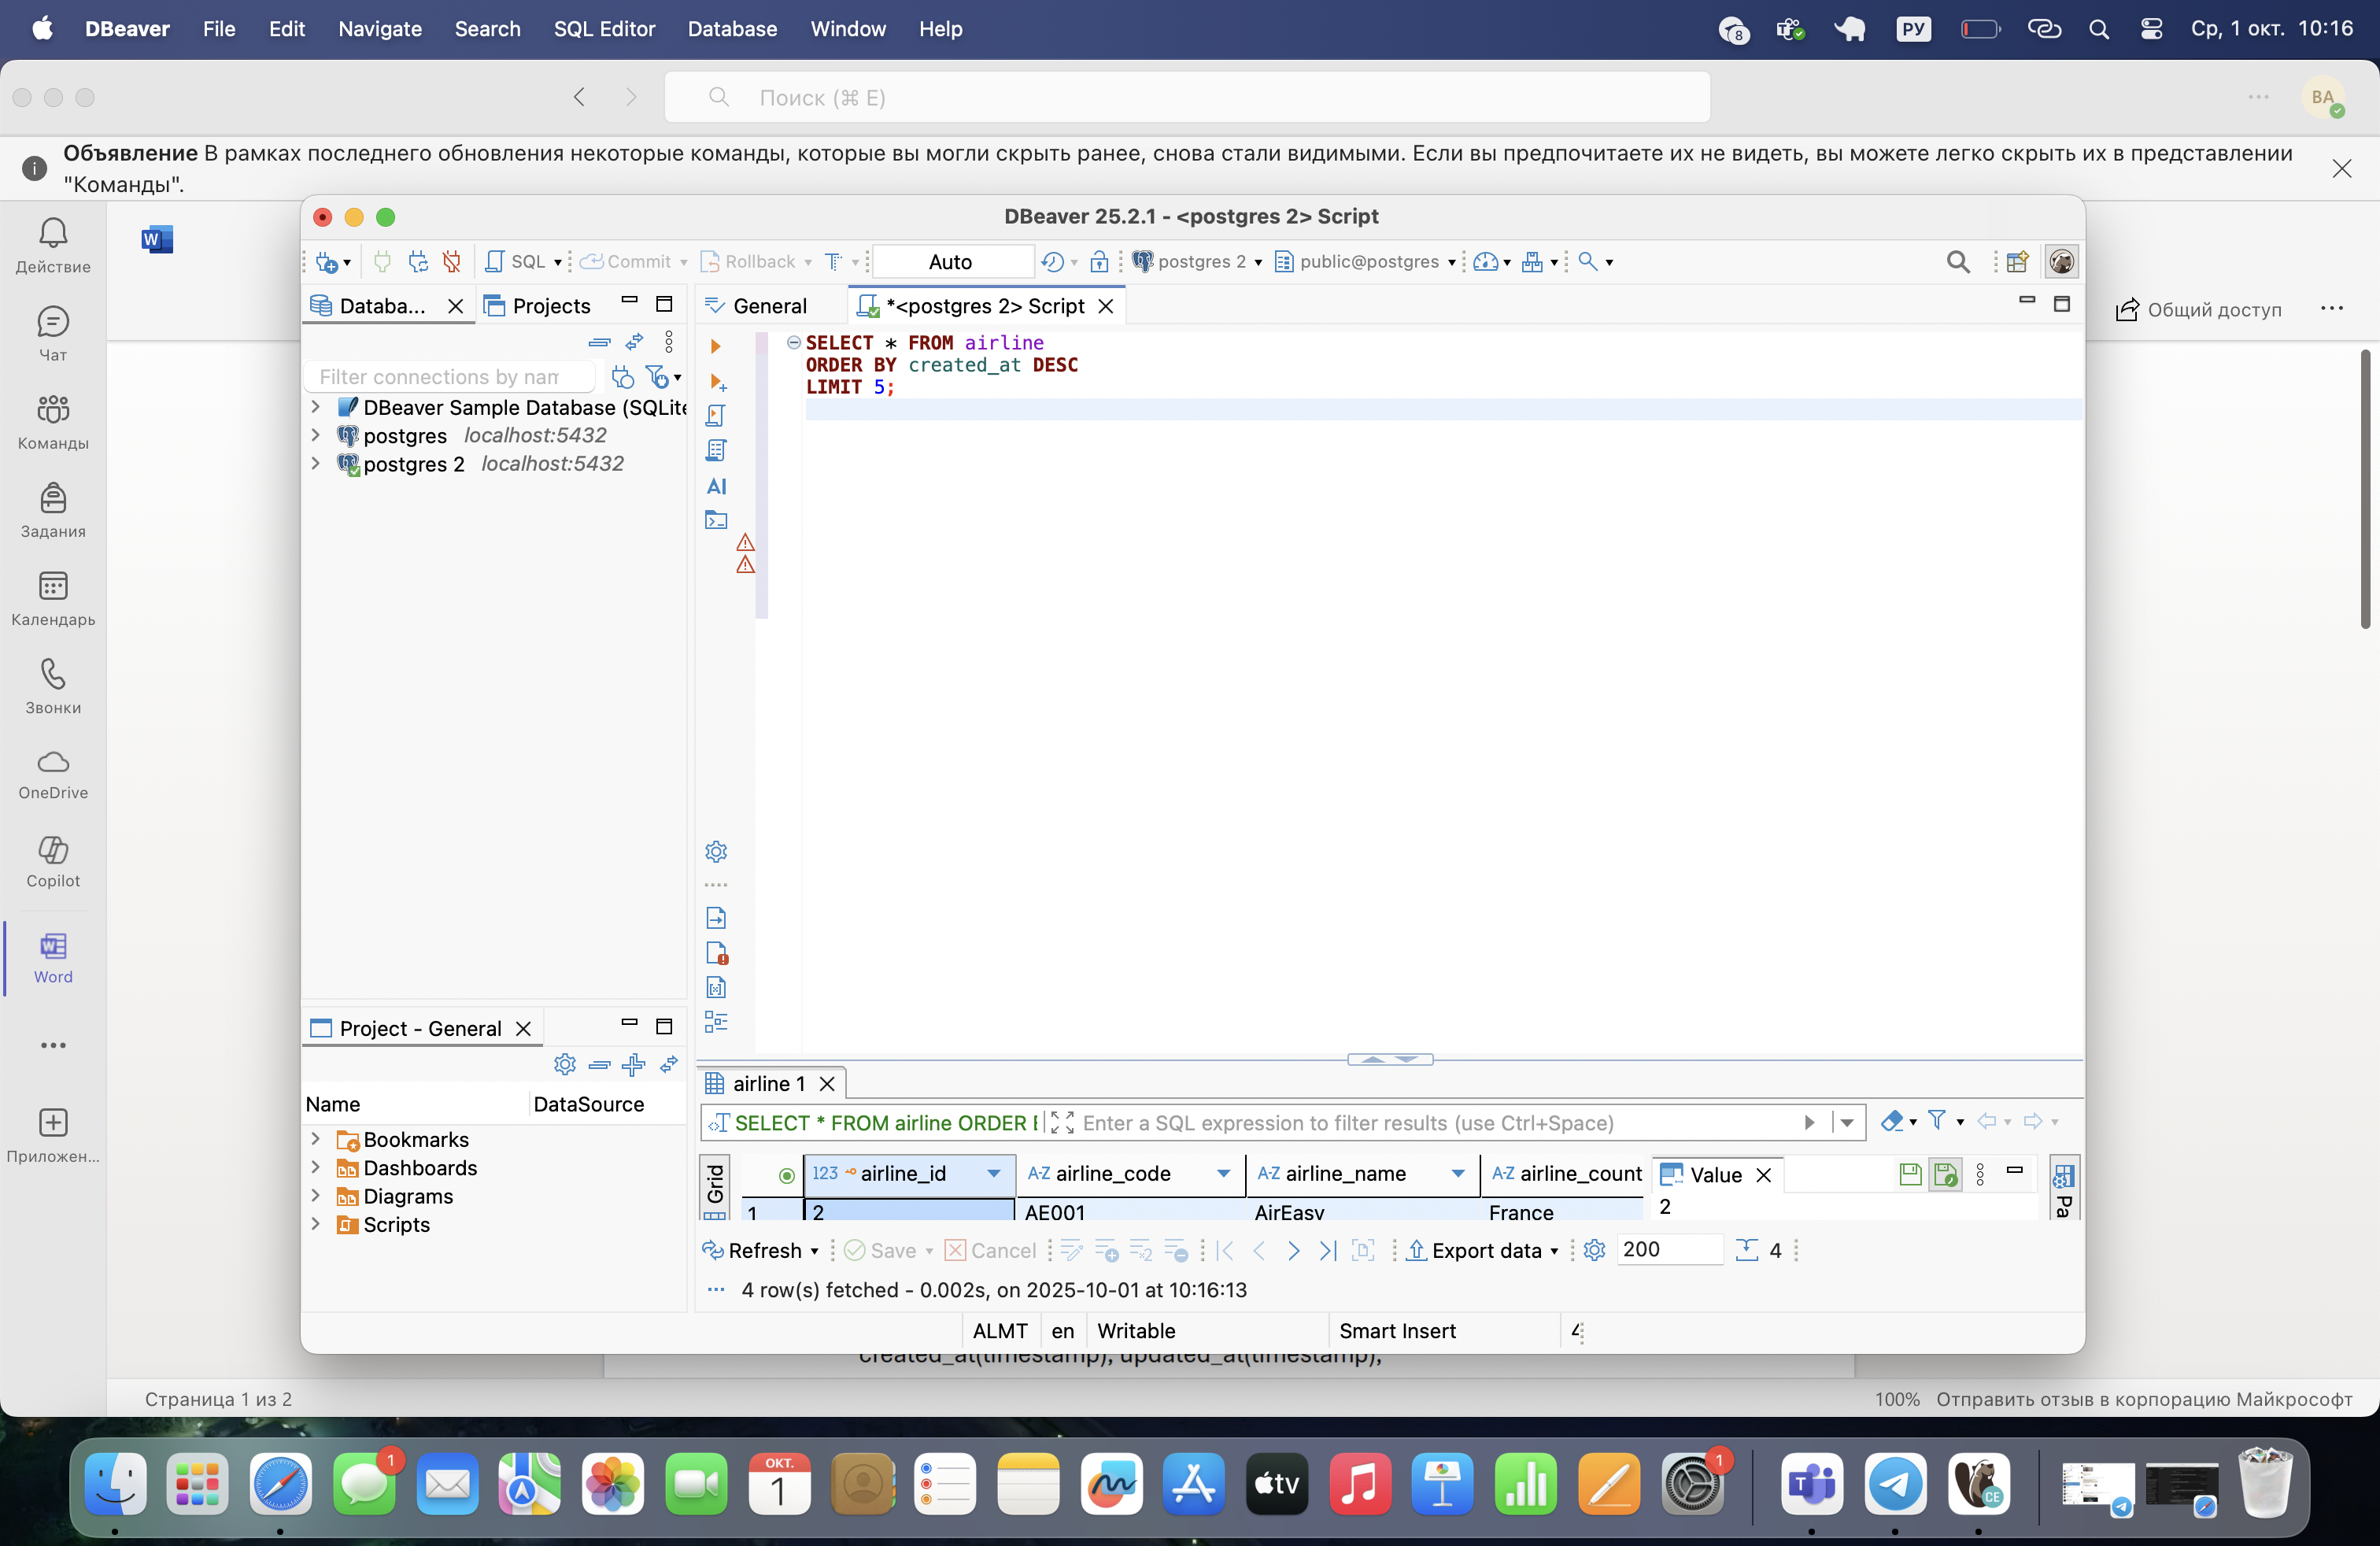 DBeaver File Edit Navigate Search SQL Editor Database Window Help
8 РУ Ср, 1 окт. 10:16
Поиск (⌘ E)
ВА
Объявление В рамках последнего обновления некоторые команды, которые вы могли скрыть ранее, снова стали видимыми. Если вы предпочитаете их не видеть, вы можете легко скрыть их в представлении
"Команды".
Действие
Чат
Команды
Задания
Календарь
Звонки
OneDrive
Copilot
Word
Приложен...
Общий доступ
DBeaver 25.2.1 - <postgres 2> Script
SQL Commit Rollback Auto postgres 2 public@postgres
Databa... Projects
Filter connections by nam
DBeaver Sample Database (SQLite
postgres localhost:5432
postgres 2 localhost:5432
General *<postgres 2> Script
SELECT * FROM airline
ORDER BY created_at DESC
LIMIT 5;
AI
Project - General
Name DataSource
Bookmarks
Dashboards
Diagrams
Scripts
airline 1
SELECT * FROM airline ORDER Enter a SQL expression to filter results (use Ctrl+Space)
Grid
123 airline_id A-Z airline_code A-Z airline_name A-Z airline_count
1 2 AE001 AirEasy France
Value
2
Pa
Refresh Save Cancel Export data 200 4
4 row(s) fetched - 0.002s, on 2025-10-01 at 10:16:13
ALMT en Writable Smart Insert 4
created_at(timestamp), updated_at(timestamp),
Страница 1 из 2 100% Отправить отзыв в корпорацию Майкрософт
1
ОКТ.
1
tv
1
T
CE